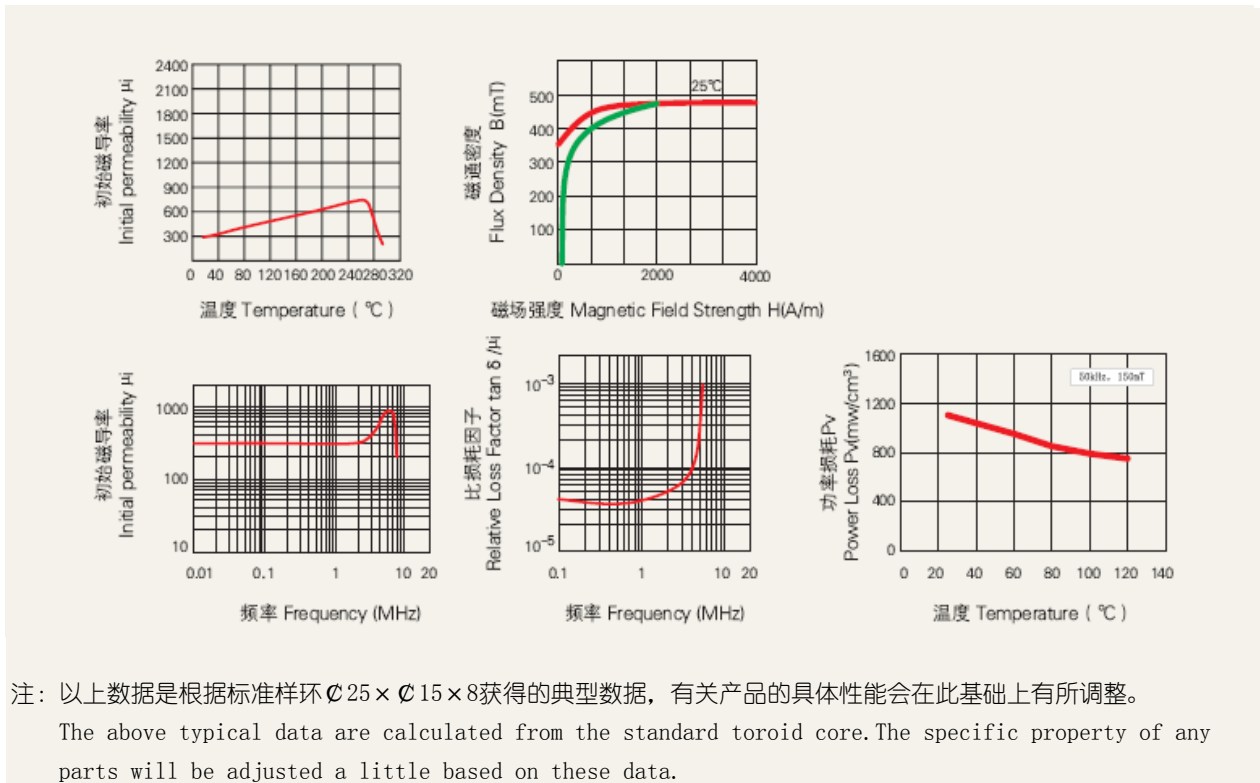 初始磁导率
Initial permeability μi
2400
2100
1800
1500
1200
900
600
300
0 40 80 120 160 200 240 280 320
温度 Temperature ( ℃ )
磁通密度
Flux Density B(mT)
25℃
500
400
300
200
100
0 2000 4000
磁场强度 Magnetic Field Strength H(A/m)
初始磁导率
Initial permeability μi
1000
100
10
0.01 0.1 1 10 20
频率 Frequency (MHz)
比损耗因子
Relative Loss Factor tan δ /μi
10⁻³
10⁻⁴
10⁻⁵
0.1 1 10 20
频率 Frequency (MHz)
功率损耗Pv
Power Loss Pv(mw/cm³)
50kHz, 150mT
1600
1200
800
400
0
0 20 40 60 80 100 120 140
温度 Temperature ( ℃ )
注: 以上数据是根据标准样环₡25×₡15×8获得的典型数据，有关产品的具体性能会在此基础上有所调整。
The above typical data are calculated from the standard toroid core.The specific property of any
parts will be adjusted a little based on these data.